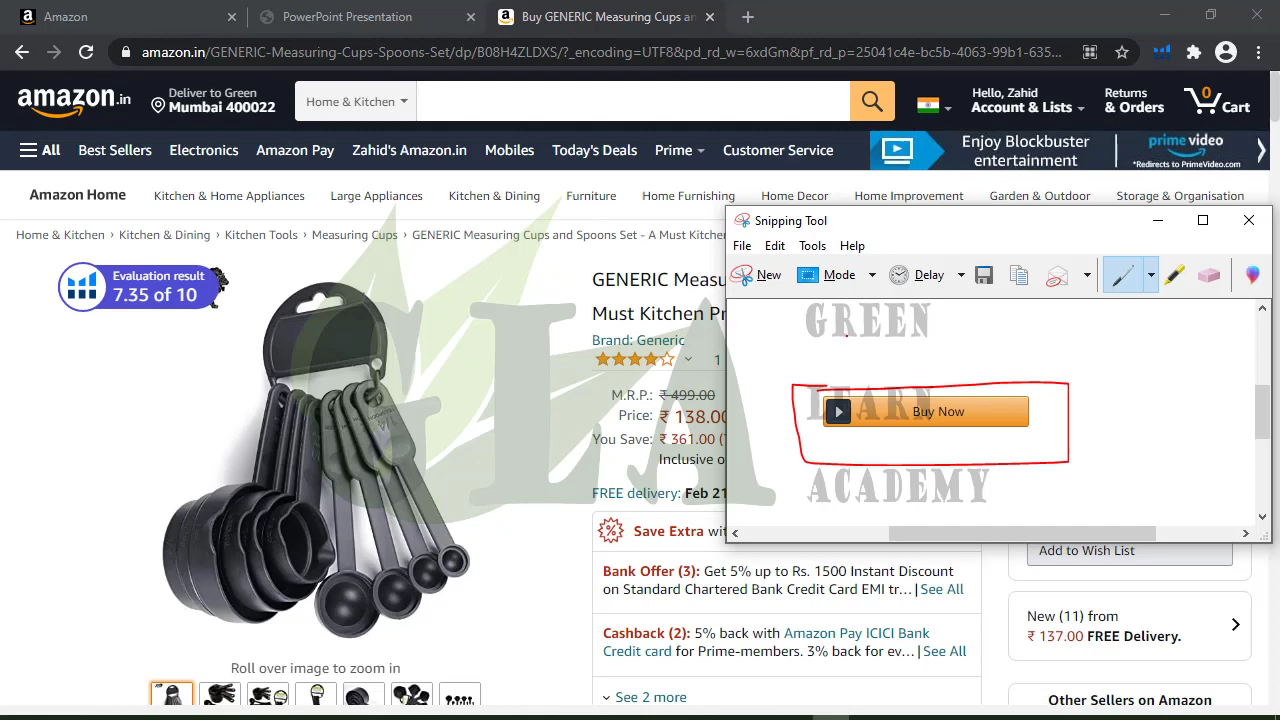 Amazon
PowerPoint Presentation
Buy GENERIC Measuring Cups an
amazon.in/GENERIC-Measuring-Cups-Spoons-Set/dp/B08H4ZLDXS/?_encoding=UTF8&pd_rd_w=6xdGm&pf_rd_p=25041c4e-bc5b-4063-99b1-635...
amazon.in
Deliver to Green
Mumbai 400022
Home & Kitchen
Hello, Zahid
Account & Lists
Returns
& Orders
0
Cart
All
Best Sellers
Electronics
Amazon Pay
Zahid's Amazon.in
Mobiles
Today's Deals
Prime
Customer Service
Enjoy Blockbuster
entertainment
prime video
*Redirects to PrimeVideo.com
Amazon Home
Kitchen & Home Appliances
Large Appliances
Kitchen & Dining
Furniture
Home Furnishing
Home Decor
Home Improvement
Garden & Outdoor
Storage & Organisation
Home & Kitchen › Kitchen & Dining › Kitchen Tools › Measuring Cups › GENERIC Measuring Cups and Spoons Set - A Must Kitchen
Evaluation result
7.35 of 10
GENERIC Measu
Must Kitchen Pr
Brand: Generic
1
M.R.P.: ₹ 499.00
Price: ₹ 138.00
You Save: ₹ 361.00 (
Inclusive o
FREE delivery: Feb 21
Save Extra wit
Bank Offer (3): Get 5% up to Rs. 1500 Instant Discount
on Standard Chartered Bank Credit Card EMI tr... | See All
Cashback (2): 5% back with Amazon Pay ICICI Bank
Credit card for Prime-members. 3% back for ev... | See All
See 2 more
Roll over image to zoom in
GLA
Snipping Tool
File Edit Tools Help
New Mode Delay
GREEN
LEARN
Buy Now
ACADEMY
Add to Wish List
New (11) from
₹ 137.00 FREE Delivery.
Other Sellers on Amazon